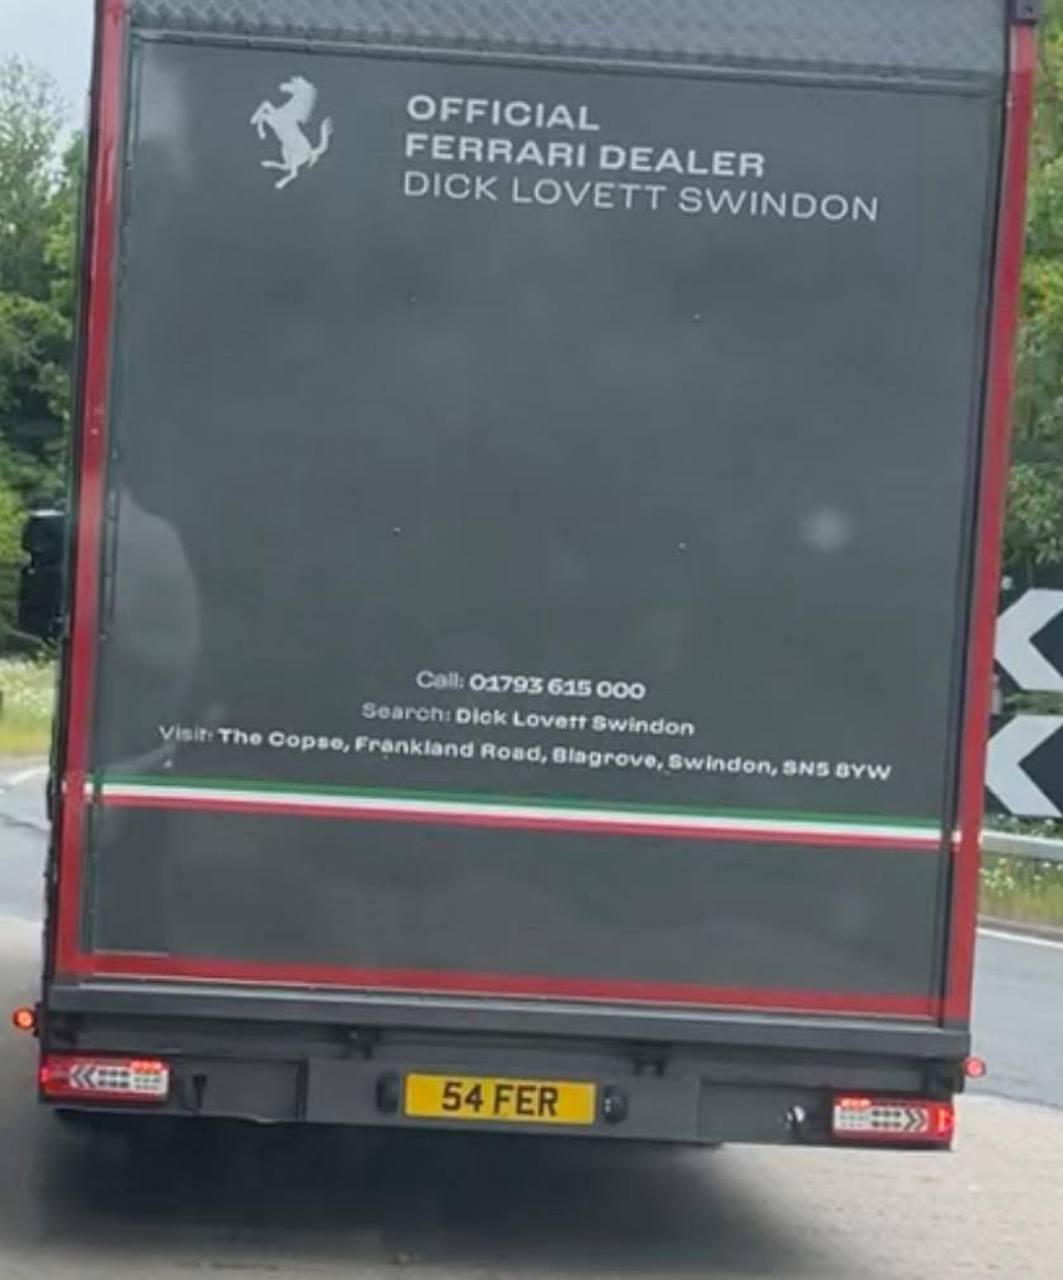 OFFICIAL
FERRARI DEALER
DICK LOVETT SWINDON
Call: 01793 615 000
Search: Dick Lovett Swindon
Visit: The Copse, Frankland Road, Blagrove, Swindon, SN5 8YW
54 FER